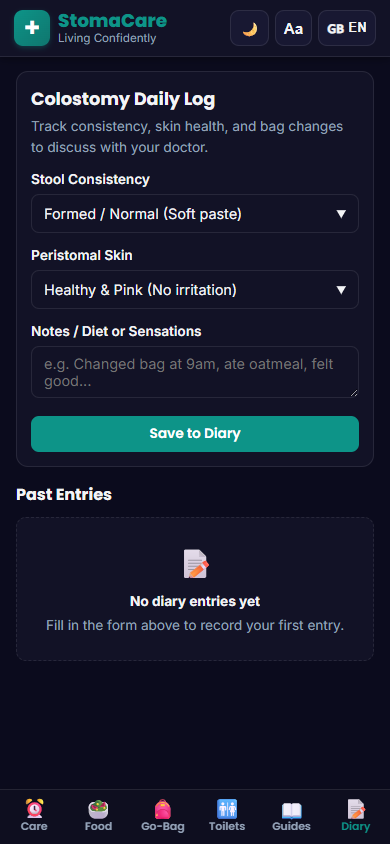 StomaCare
Living Confidently
Aa
GB EN
Colostomy Daily Log
Track consistency, skin health, and bag changes
to discuss with your doctor.
Stool Consistency
Formed / Normal (Soft paste)
Peristomal Skin
Healthy & Pink (No irritation)
Notes / Diet or Sensations
e.g. Changed bag at 9am, ate oatmeal, felt
good...
Save to Diary
Past Entries
No diary entries yet
Fill in the form above to record your first entry.
Care
Food
Go-Bag
Toilets
Guides
Diary